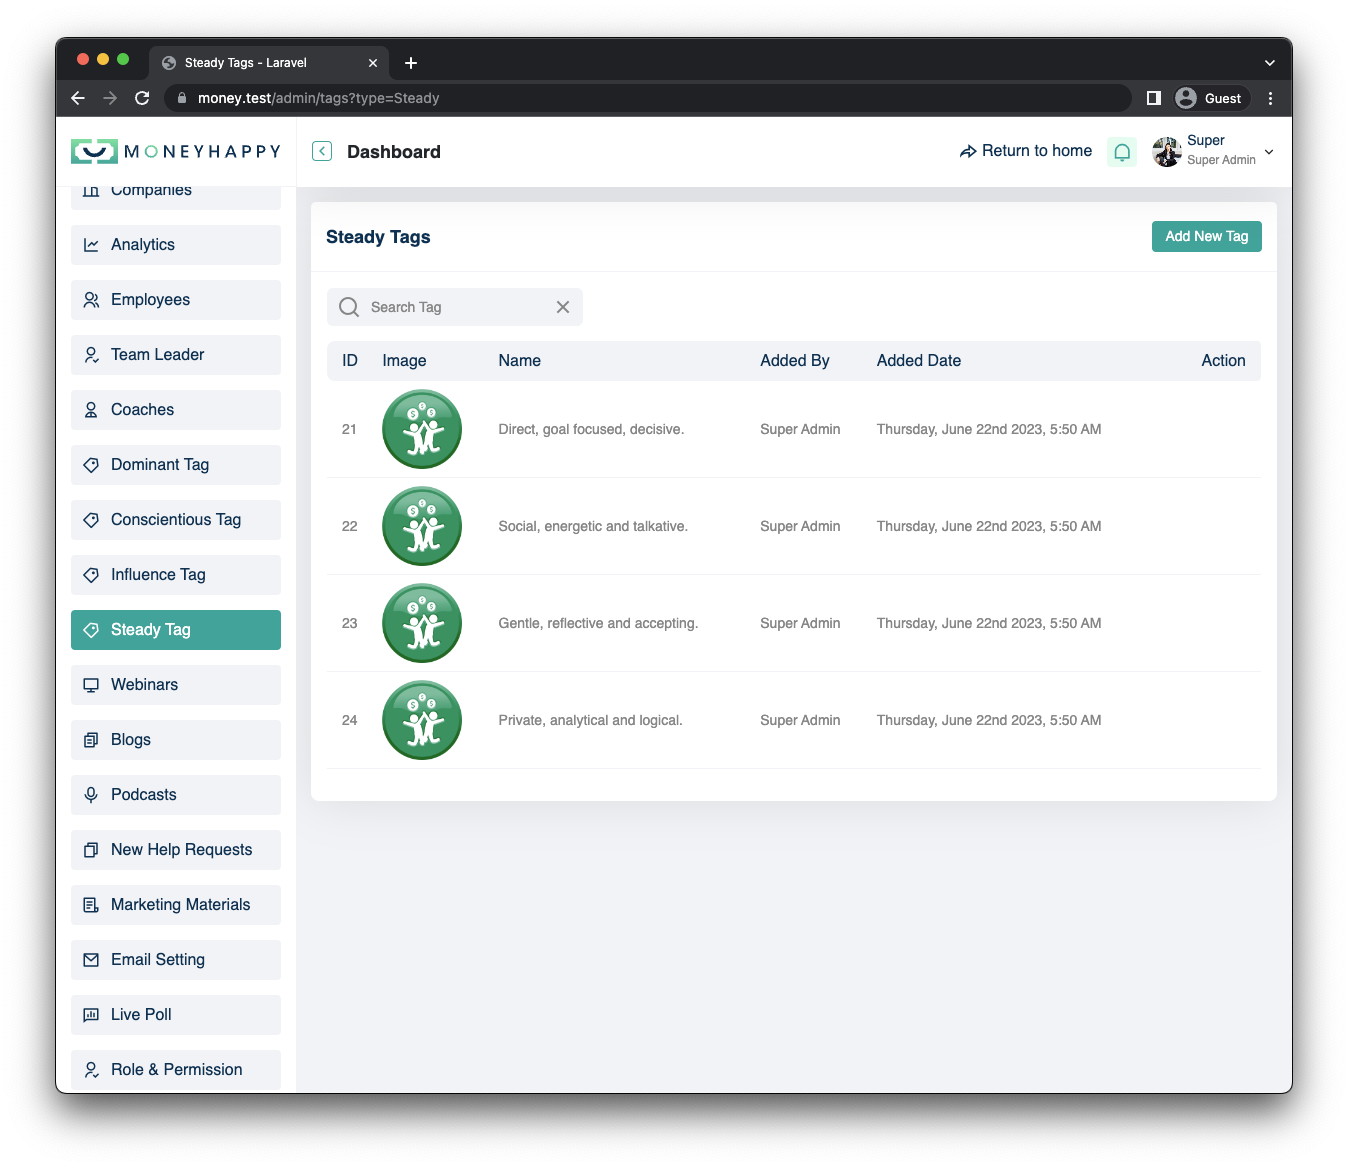 Steady Tags - Laravel
money.test/admin/tags?type=Steady
Guest
MONEYHAPPY
Dashboard
Return to home
Super
Super Admin
Companies
Analytics
Employees
Team Leader
Coaches
Dominant Tag
Conscientious Tag
Influence Tag
Steady Tag
Webinars
Blogs
Podcasts
New Help Requests
Marketing Materials
Email Setting
Live Poll
Role & Permission
Steady Tags
Add New Tag
Search Tag
ID Image Name Added By Added Date Action
21 Direct, goal focused, decisive. Super Admin Thursday, June 22nd 2023, 5:50 AM
22 Social, energetic and talkative. Super Admin Thursday, June 22nd 2023, 5:50 AM
23 Gentle, reflective and accepting. Super Admin Thursday, June 22nd 2023, 5:50 AM
24 Private, analytical and logical. Super Admin Thursday, June 22nd 2023, 5:50 AM